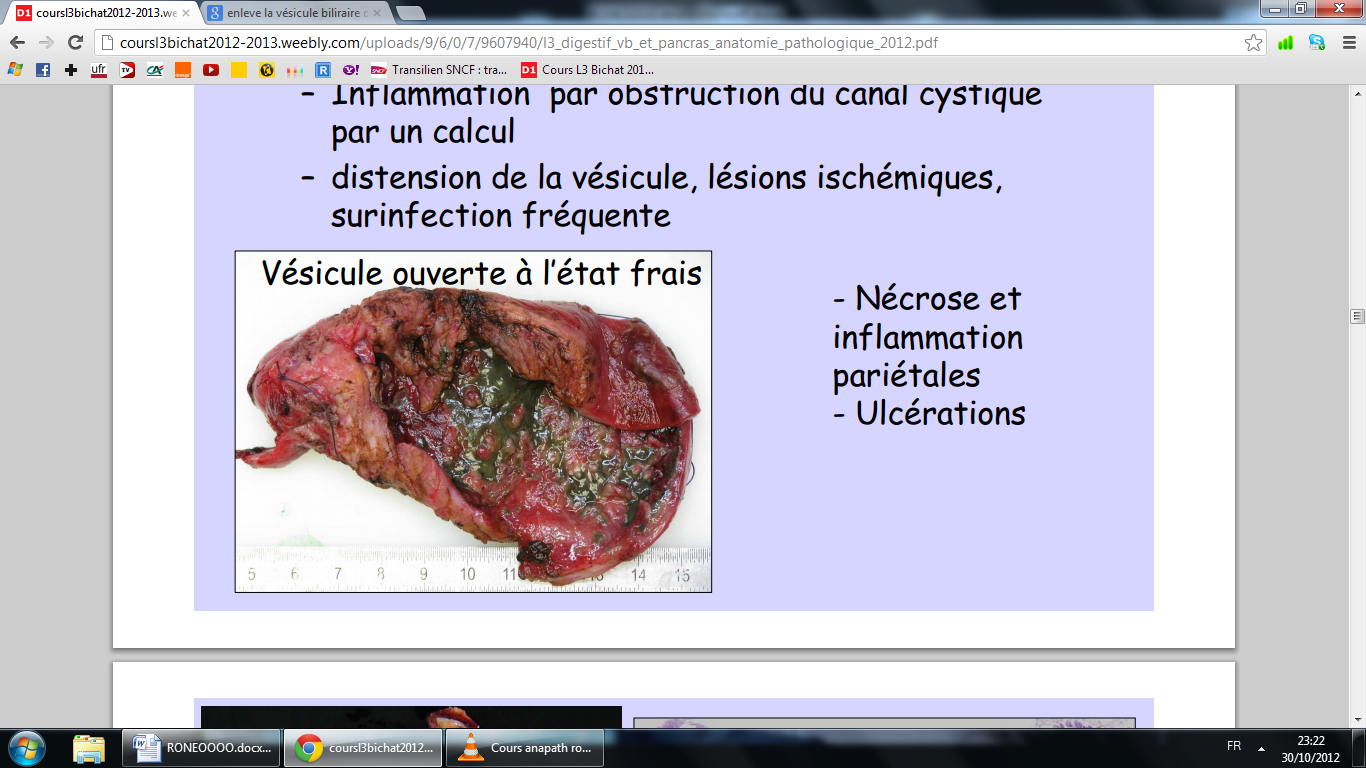 coursl3bichat2012-2013.we
enleve la vésicule biliraire
coursl3bichat2012-2013.weebly.com/uploads/9/6/0/7/9607940/l3_digestif_vb_et_pancras_anatomie_pathologique_2012.pdf
Transilien SNCF : tra...
Cours L3 Bichat 201...
– Inflammation par obstruction du canal cystique
par un calcul
– distension de la vésicule, lésions ischémiques,
surinfection fréquente
Vésicule ouverte à l’état frais
- Nécrose et
inflammation
pariétales
- Ulcérations
5 6 7 8 9 10 11 13 14 15
RONEOOOO.docx...
coursl3bichat2012...
Cours anapath ro...
FR
23:22
30/10/2012